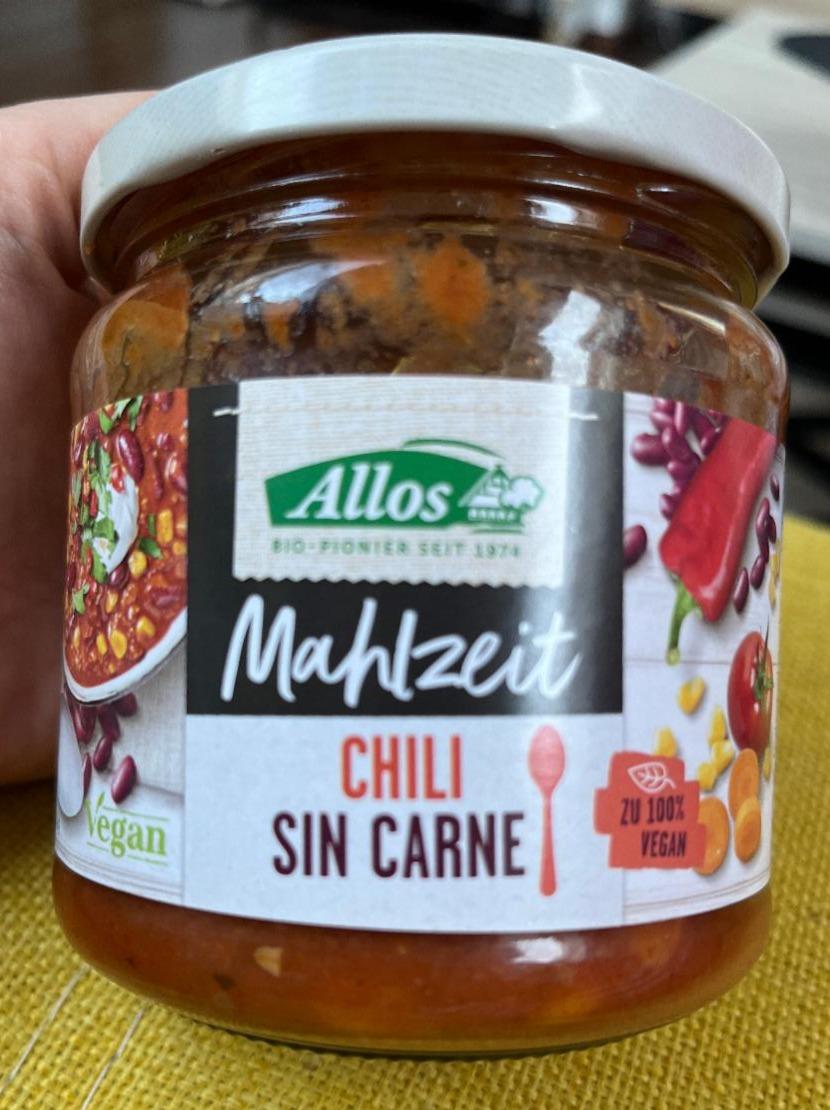 Allos
BIO-PIONIER SEIT 1974
Mahlzeit
CHILI
SIN CARNE
Vegan
ZU 100%
VEGAN